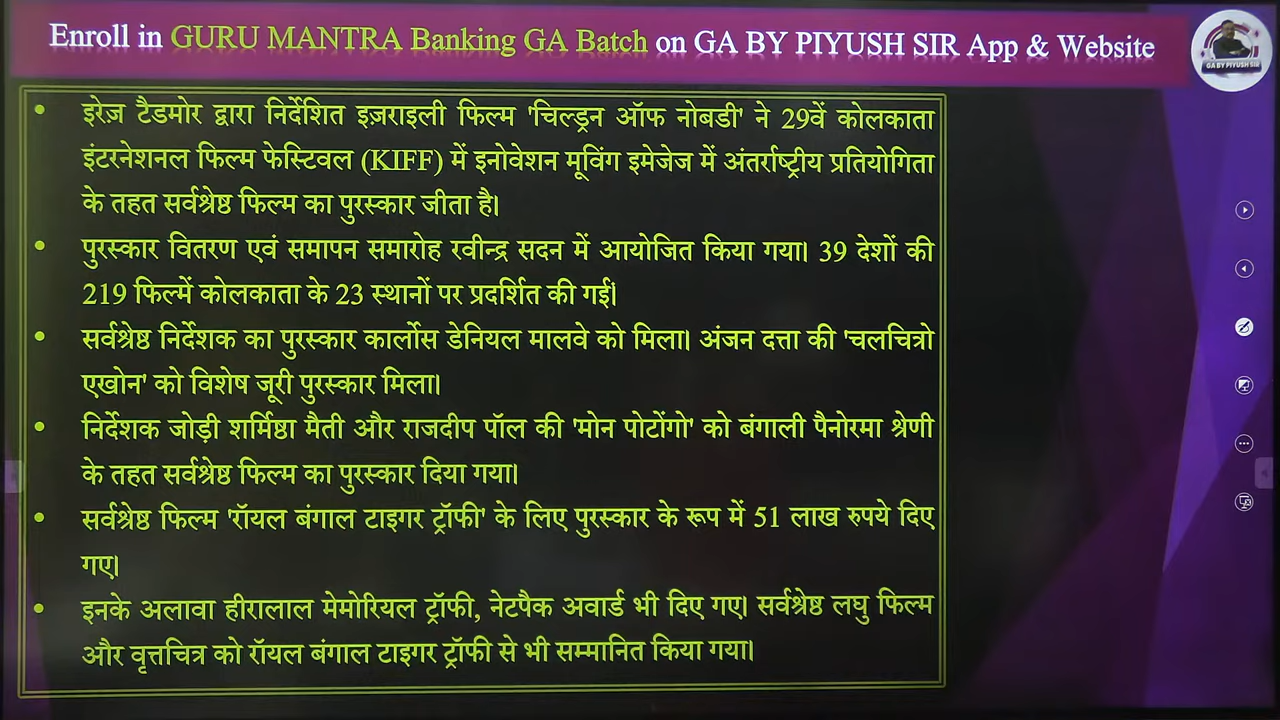 Enroll in GURU MANTRA Banking GA Batch on GA BY PIYUSH SIR App & Website
GA BY PIYUSH SIR
• इरेज़ टैडमोर द्वारा निर्देशित इज़राइली फिल्म 'चिल्ड्रन ऑफ नोबडी' ने 29वें कोलकाता
इंटरनेशनल फिल्म फेस्टिवल (KIFF) में इनोवेशन मूविंग इमेजेज में अंतर्राष्ट्रीय प्रतियोगिता
के तहत सर्वश्रेष्ठ फिल्म का पुरस्कार जीता है।
• पुरस्कार वितरण एवं समापन समारोह रवीन्द्र सदन में आयोजित किया गया। 39 देशों की
219 फिल्में कोलकाता के 23 स्थानों पर प्रदर्शित की गईं।
• सर्वश्रेष्ठ निर्देशक का पुरस्कार कार्लोस डेनियल मालवे को मिला। अंजन दत्ता की 'चलचित्रो
एखोन' को विशेष जूरी पुरस्कार मिला।
• निर्देशक जोड़ी शर्मिष्ठा मैती और राजदीप पॉल की 'मोन पोटोंगो' को बंगाली पैनोरमा श्रेणी
के तहत सर्वश्रेष्ठ फिल्म का पुरस्कार दिया गया।
• सर्वश्रेष्ठ फिल्म 'रॉयल बंगाल टाइगर ट्रॉफी' के लिए पुरस्कार के रूप में 51 लाख रुपये दिए
गए।
• इनके अलावा हीरालाल मेमोरियल ट्रॉफी, नेटपैक अवार्ड भी दिए गए। सर्वश्रेष्ठ लघु फिल्म
और वृत्तचित्र को रॉयल बंगाल टाइगर ट्रॉफी से भी सम्मानित किया गया।